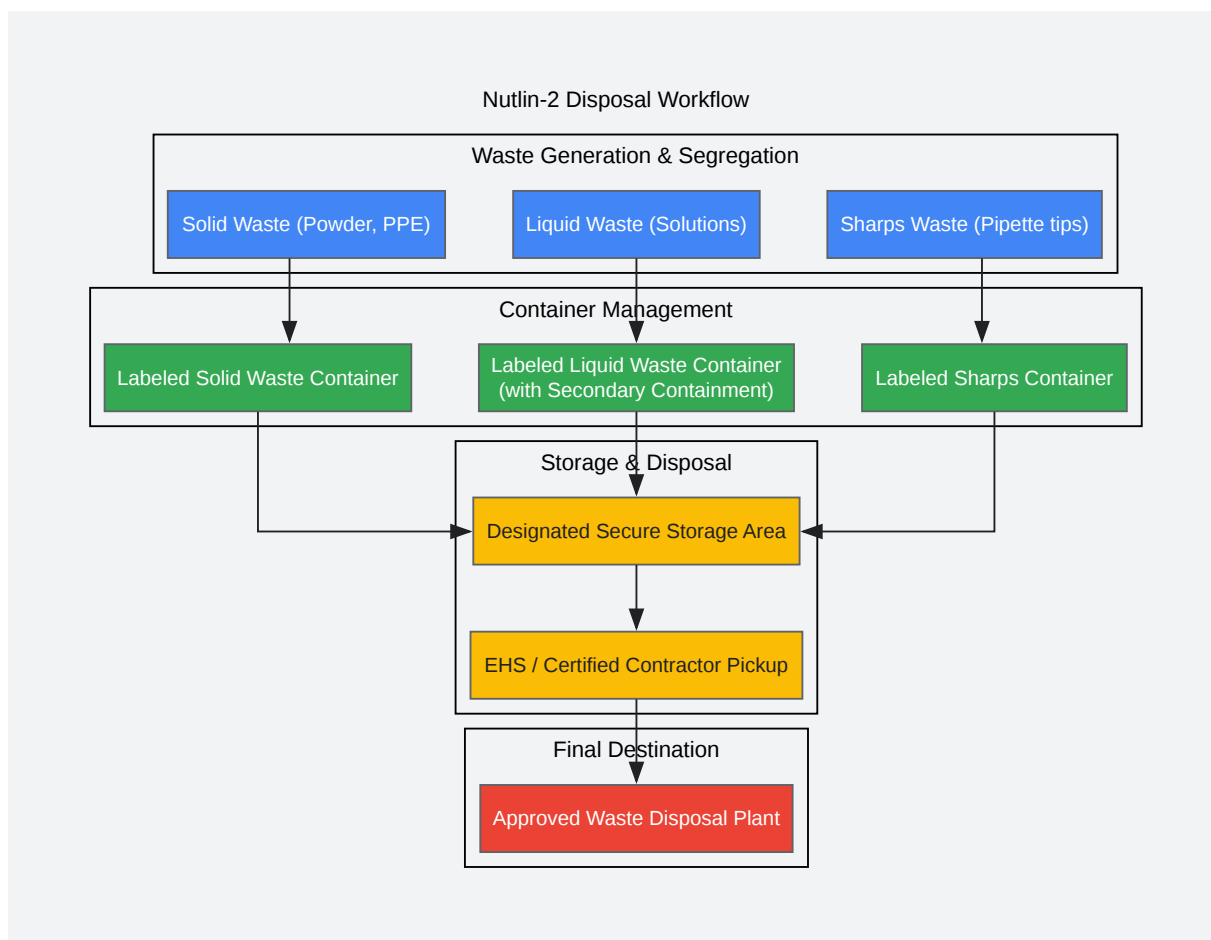 Nutlin-2 Disposal Workflow
Waste Generation & Segregation
Solid Waste (Powder, PPE)
Liquid Waste (Solutions)
Sharps Waste (Pipette tips)
Container Management
Labeled Solid Waste Container
Labeled Liquid Waste Container
(with Secondary Containment)
Labeled Sharps Container
Storage & Disposal
Designated Secure Storage Area
EHS / Certified Contractor Pickup
Final Destination
Approved Waste Disposal Plant